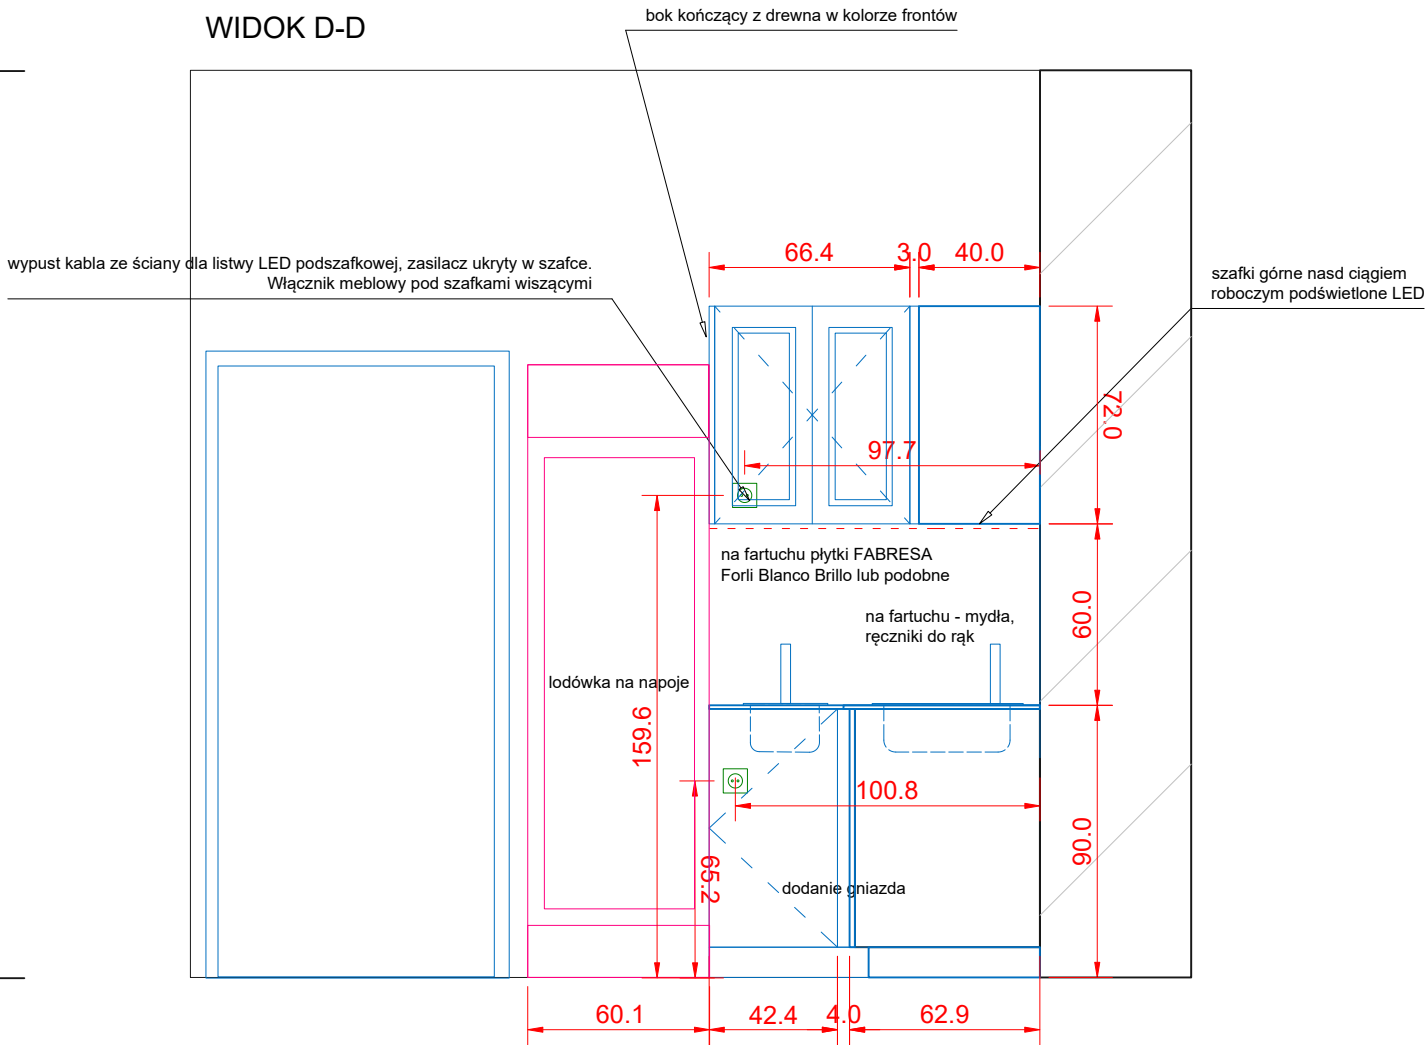 WIDOK D-D
bok kończący z drewna w kolorze frontów
wypust kabla ze ściany dla listwy LED podszafkowej, zasilacz ukryty w szafce.
Włącznik meblowy pod szafkami wiszącymi
66.4
3.0
40.0
szafki górne nasd ciągiem
roboczym podświetlone LED
72.0
97.7
na fartuchu płytki FABRESA
Forli Blanco Brillo lub podobne
na fartuchu - mydła,
ręczniki do rąk
60.0
lodówka na napoje
159.6
100.8
90.0
65.2
dodanie gniazda
60.1
42.4
4.0
62.9